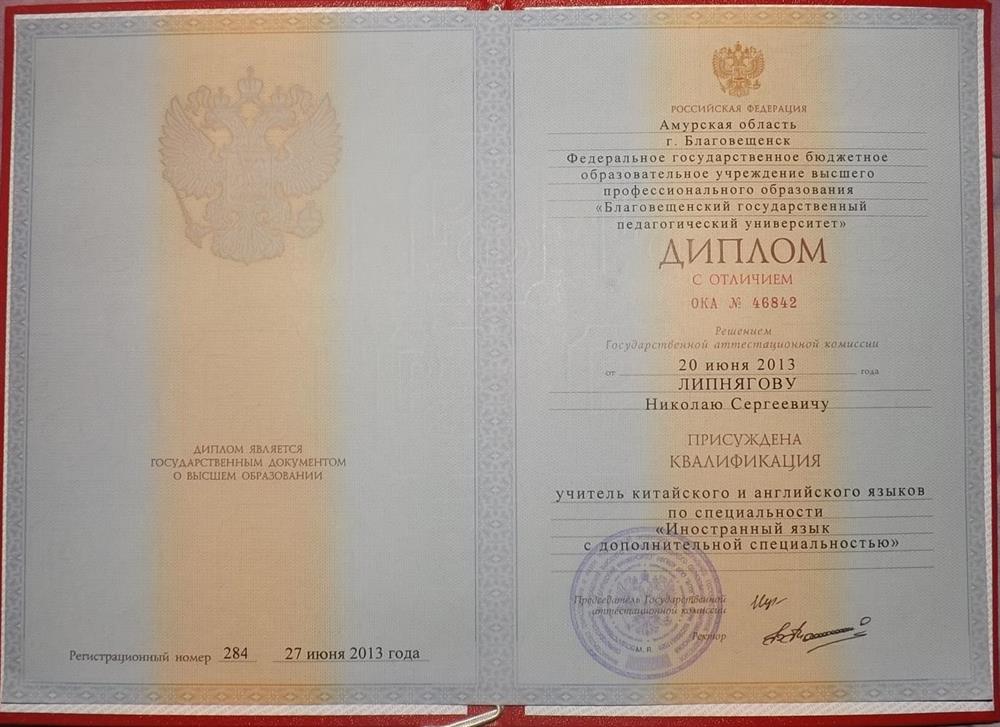 ДИПЛОМ ЯВЛЯЕТСЯ
ГОСУДАРСТВЕННЫМ ДОКУМЕНТОМ
О ВЫСШЕМ ОБРАЗОВАНИИ
Регистрационный номер 284 27 июня 2013 года
РОССИЙСКАЯ ФЕДЕРАЦИЯ
Амурская область
г. Благовещенск
Федеральное государственное бюджетное
образовательное учреждение высшего
профессионального образования
«Благовещенский государственный
педагогический университет»
ДИПЛОМ
С ОТЛИЧИЕМ
ОКА № 46842
Решением
Государственной аттестационной комиссии
от 20 июня 2013 года
ЛИПНЯГОВУ
Николаю Сергеевичу
ПРИСУЖДЕНА
КВАЛИФИКАЦИЯ
учитель китайского и английского языков
по специальности
«Иностранный язык
с дополнительной специальностью»
Председатель Государственной
аттестационной комиссии
Ректор